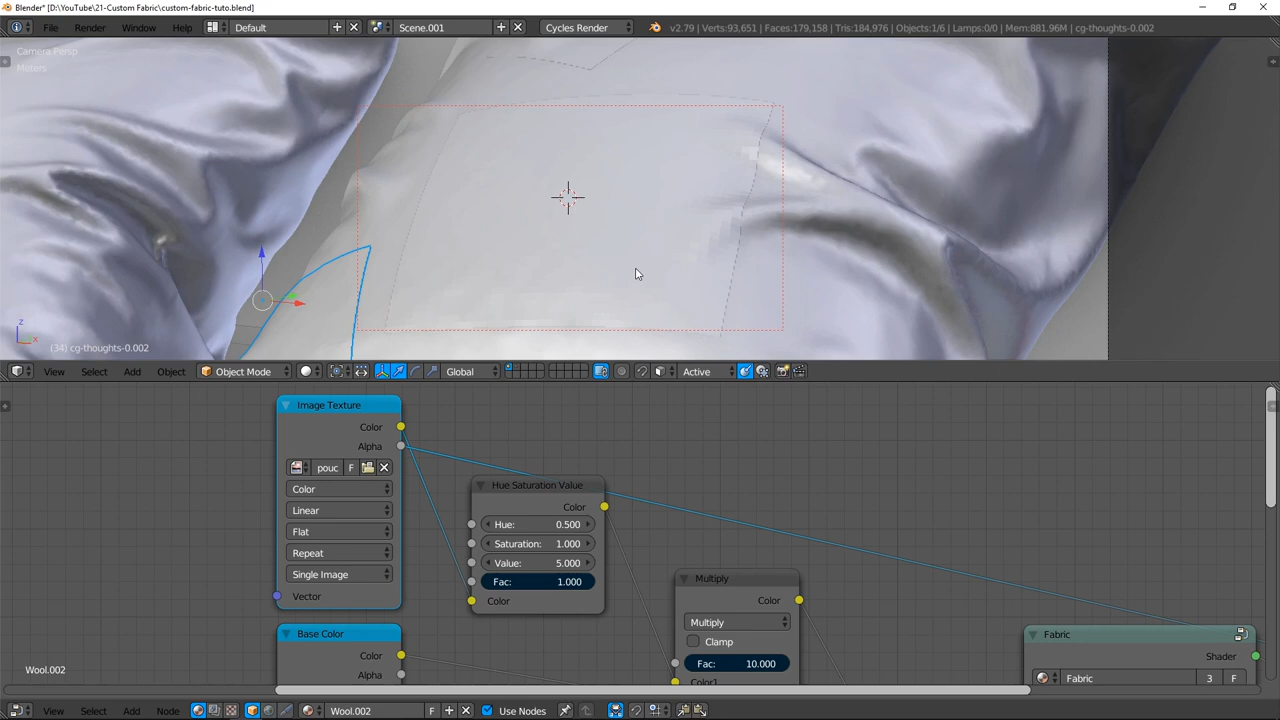 Blender* [D:\YouTube\21-Custom Fabric\custom-fabric-tuto.blend]
File Render Window Help Default Scene.001 Cycles Render v2.79 | Verts:93,651 | Faces:179,158 | Tris:184,976 | Objects:1/6 | Lamps:0/0 | Mem:881.96M | cg-thoughts-0.002
Camera Persp
Meters
z
x
(34) cg-thoughts-0.002
View Select Add Object Object Mode Global Active
Image Texture
Color
Alpha
pouc F
Color
Linear
Flat
Repeat
Single Image
Vector
Hue Saturation Value
Color
Hue: 0.500
Saturation: 1.000
Value: 5.000
Fac: 1.000
Color
Multiply
Color
Multiply
Clamp
Fac: 10.000
Color1
Base Color
Color
Alpha
Fabric
Shader
Fabric 3 F
Wool.002
View Select Add Node Wool.002 F Use Nodes